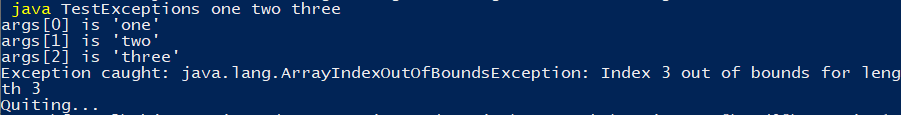 java TestExceptions one two three
args[0] is 'one'
args[1] is 'two'
args[2] is 'three'
Exception caught: java.lang.ArrayIndexOutOfBoundsException: Index 3 out of bounds for leng
th 3
Quiting...